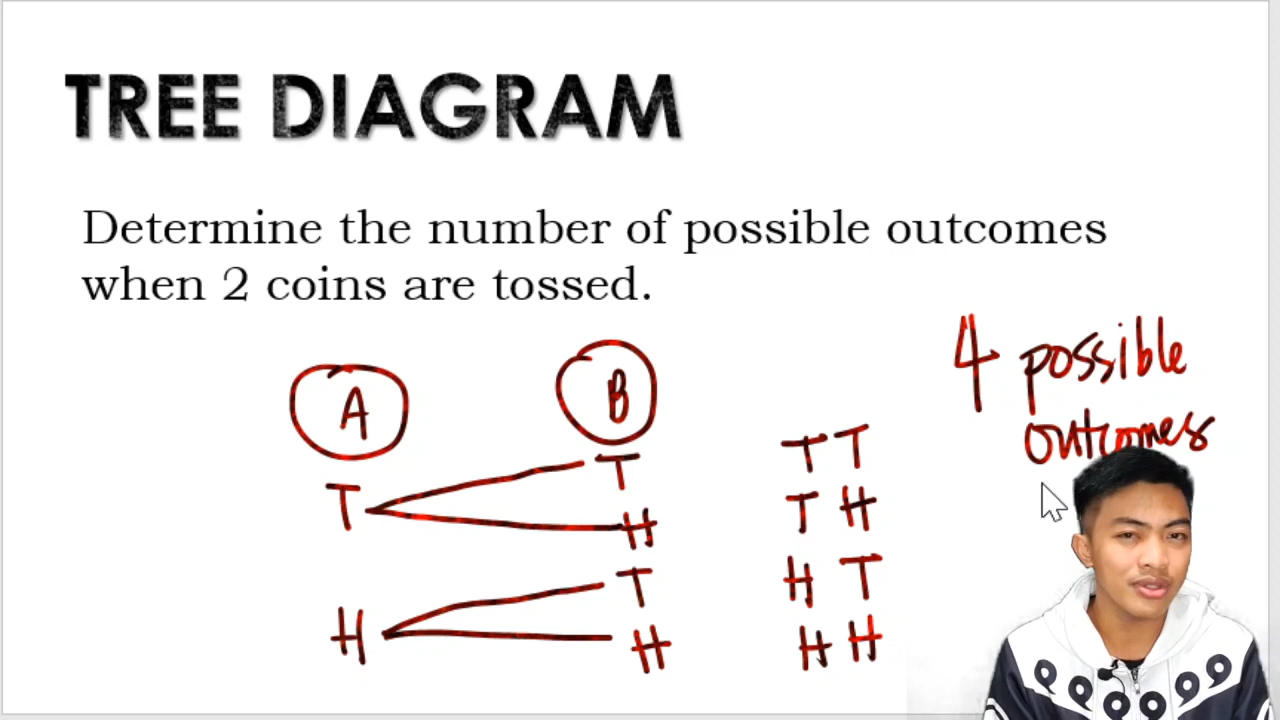 TREE DIAGRAM
Determine the number of possible outcomes
when 2 coins are tossed.
4 possible
outcomes
A B
T T
H
H T
H
T T
T H
H T
H H